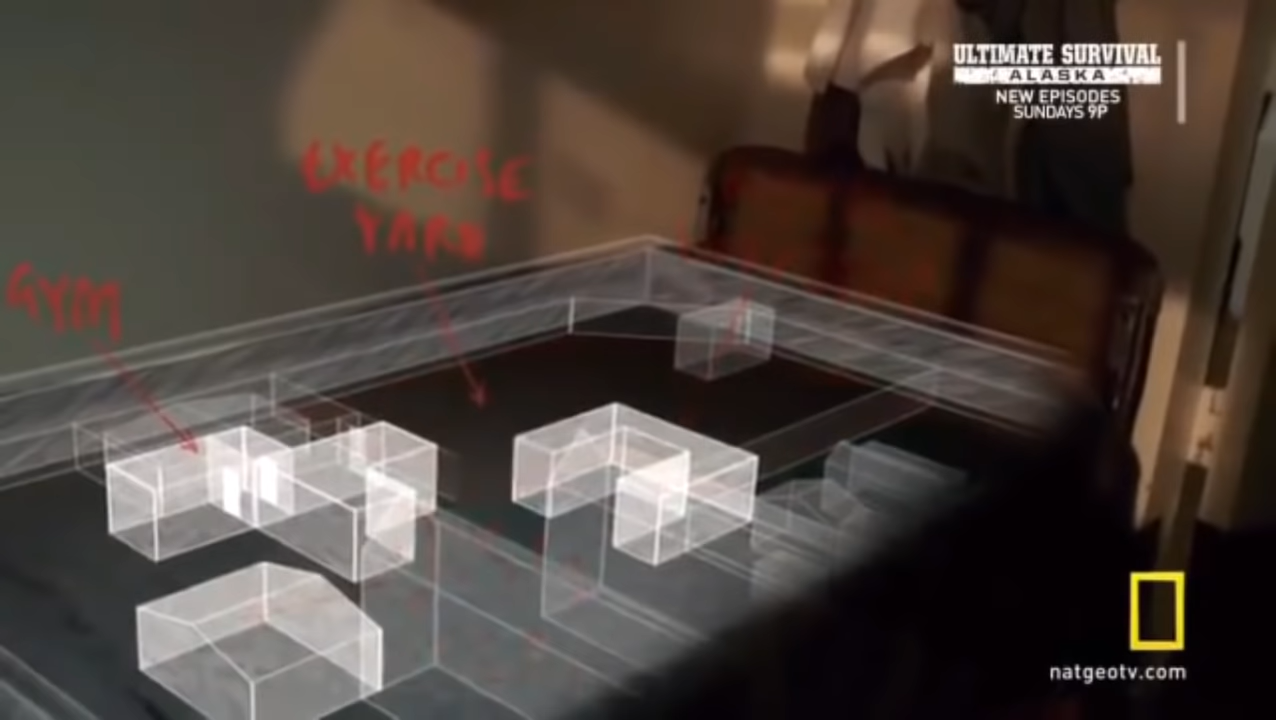 ULTIMATE SURVIVAL
ALASKA
NEW EPISODES
SUNDAYS 9P
EXERCISE
YARD
GYM
natgeotv.com